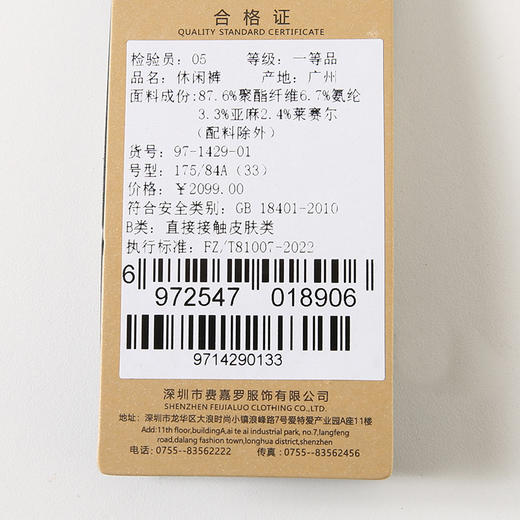 合格证
QUALITY STANDARD CERTIFICATE
检验员: 05 等级: 一等品
品名: 休闲裤 产地: 广州
面料成份: 87.6%聚酯纤维6.7%氨纶
3.3%亚麻2.4%莱赛尔
(配料除外)
货号: 97-1429-01
号型: 175/84A (33)
价格: ￥2099.00
符合安全类别: GB 18401-2010
B类: 直接接触皮肤类
执行标准: FZ/T81007-2022
6 972547 018906
9714290133
深圳市费嘉罗服饰有限公司
SHENZHEN FEIJIALUO CLOTHING CO.,LTD.
地址: 深圳市龙华区大浪时尚小镇浪峰路7号爱特爱产业园A座11楼
Add:11th floor,buildingA.ai te ai industrial park, no.7,langfeng
road,dalang fashion town,longhua district,shenzhen
电话: 0755--83562222 传真: 0755--83562456